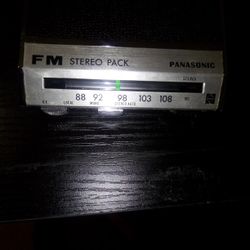 FM STEREO PACK PANASONIC
88 92 98 103 108